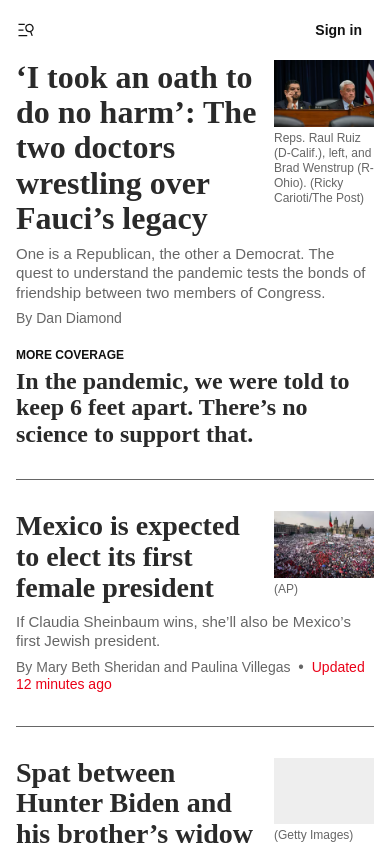 Sign in
‘I took an oath to
do no harm’: The
two doctors
wrestling over
Fauci’s legacy
Reps. Raul Ruiz
(D-Calif.), left, and
Brad Wenstrup (R-
Ohio). (Ricky
Carioti/The Post)
One is a Republican, the other a Democrat. The
quest to understand the pandemic tests the bonds of
friendship between two members of Congress.
By Dan Diamond
MORE COVERAGE
In the pandemic, we were told to
keep 6 feet apart. There’s no
science to support that.
Mexico is expected
to elect its first
female president
(AP)
If Claudia Sheinbaum wins, she’ll also be Mexico’s
first Jewish president.
By Mary Beth Sheridan and Paulina Villegas • Updated
12 minutes ago
Spat between
Hunter Biden and
his brother’s widow
(Getty Images)